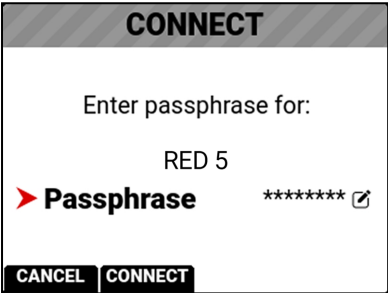 CONNECT
Enter passphrase for:
RED 5
Passphrase ********
CANCEL CONNECT